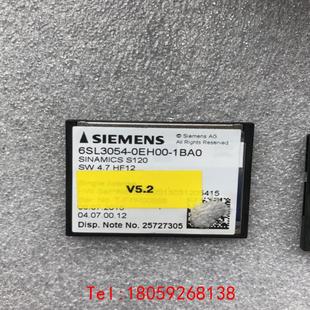 SIEMENS
© Siemens AG
All Rights Reserved
6SL3054-0EH00-1BA0
SINAMICS S120
SW 4.7 HF12
V5.2
04.07.00.12
Disp. Note No. 25727305
Tel:18059268138